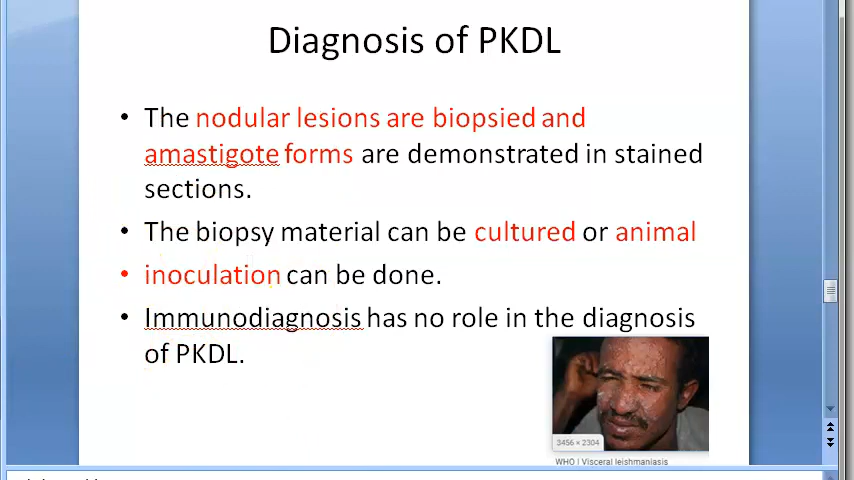 Diagnosis of PKDL
• The nodular lesions are biopsied and
amastigote forms are demonstrated in stained
sections.
• The biopsy material can be cultured or animal
• inoculation can be done.
• Immunodiagnosis has no role in the diagnosis
of PKDL.
3456 × 2304
WHO | Visceral leishmaniasis